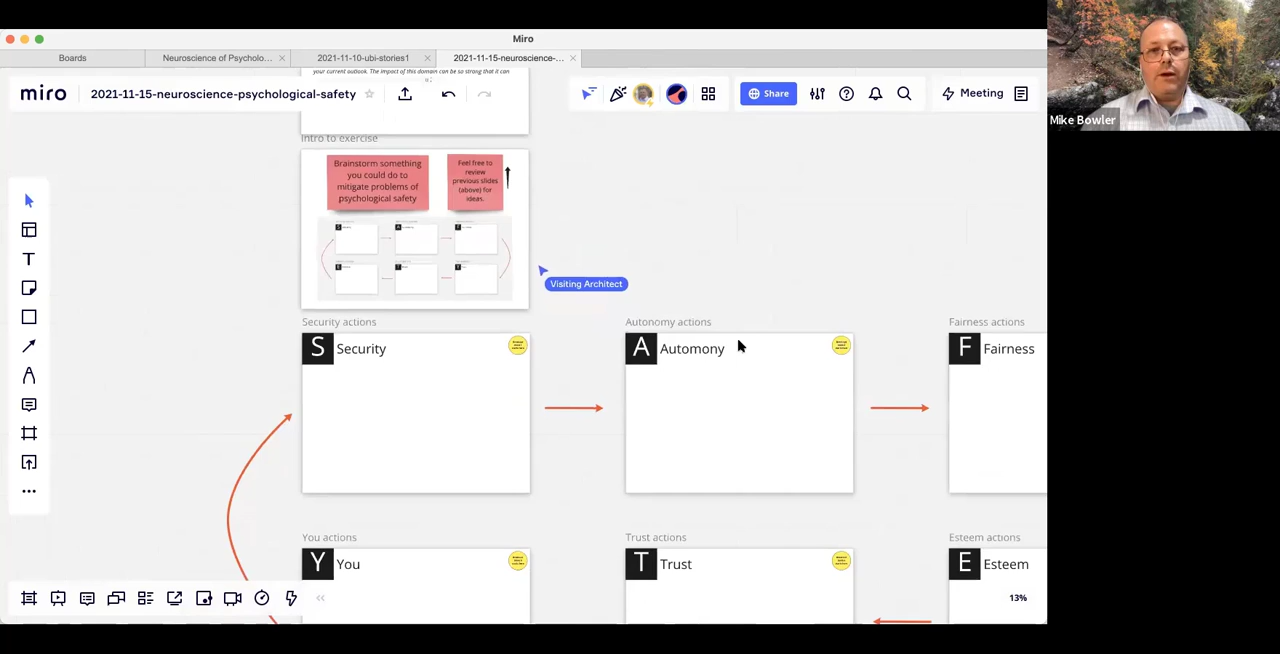 Miro
Boards
Neuroscience of Psycholo...
2021-11-10-ubi-stories1
2021-11-15-neuroscience-...
your current outlook. The impact of this domain can be so strong that it can
miro
2021-11-15-neuroscience-psychological-safety
Share
Meeting
Mike Bowler
Intro to exercise
Brainstorm something
you could do to
mitigate problems of
psychological safety
Feel free to
review
previous slides
(above) for
ideas.
Visiting Architect
Security actions
Autonomy actions
Fairness actions
S Security
A Automony
F Fairness
You actions
Trust actions
Esteem actions
Y You
T Trust
E Esteem
13%